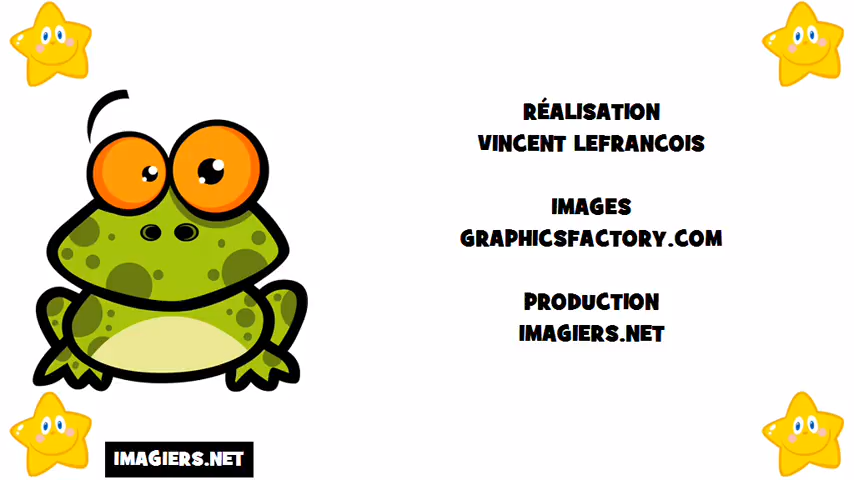 RÉALISATION
VINCENT LEFRANCOIS
IMAGES
GRAPHICSFACTORY.COM
PRODUCTION
IMAGIERS.NET
IMAGIERS.NET